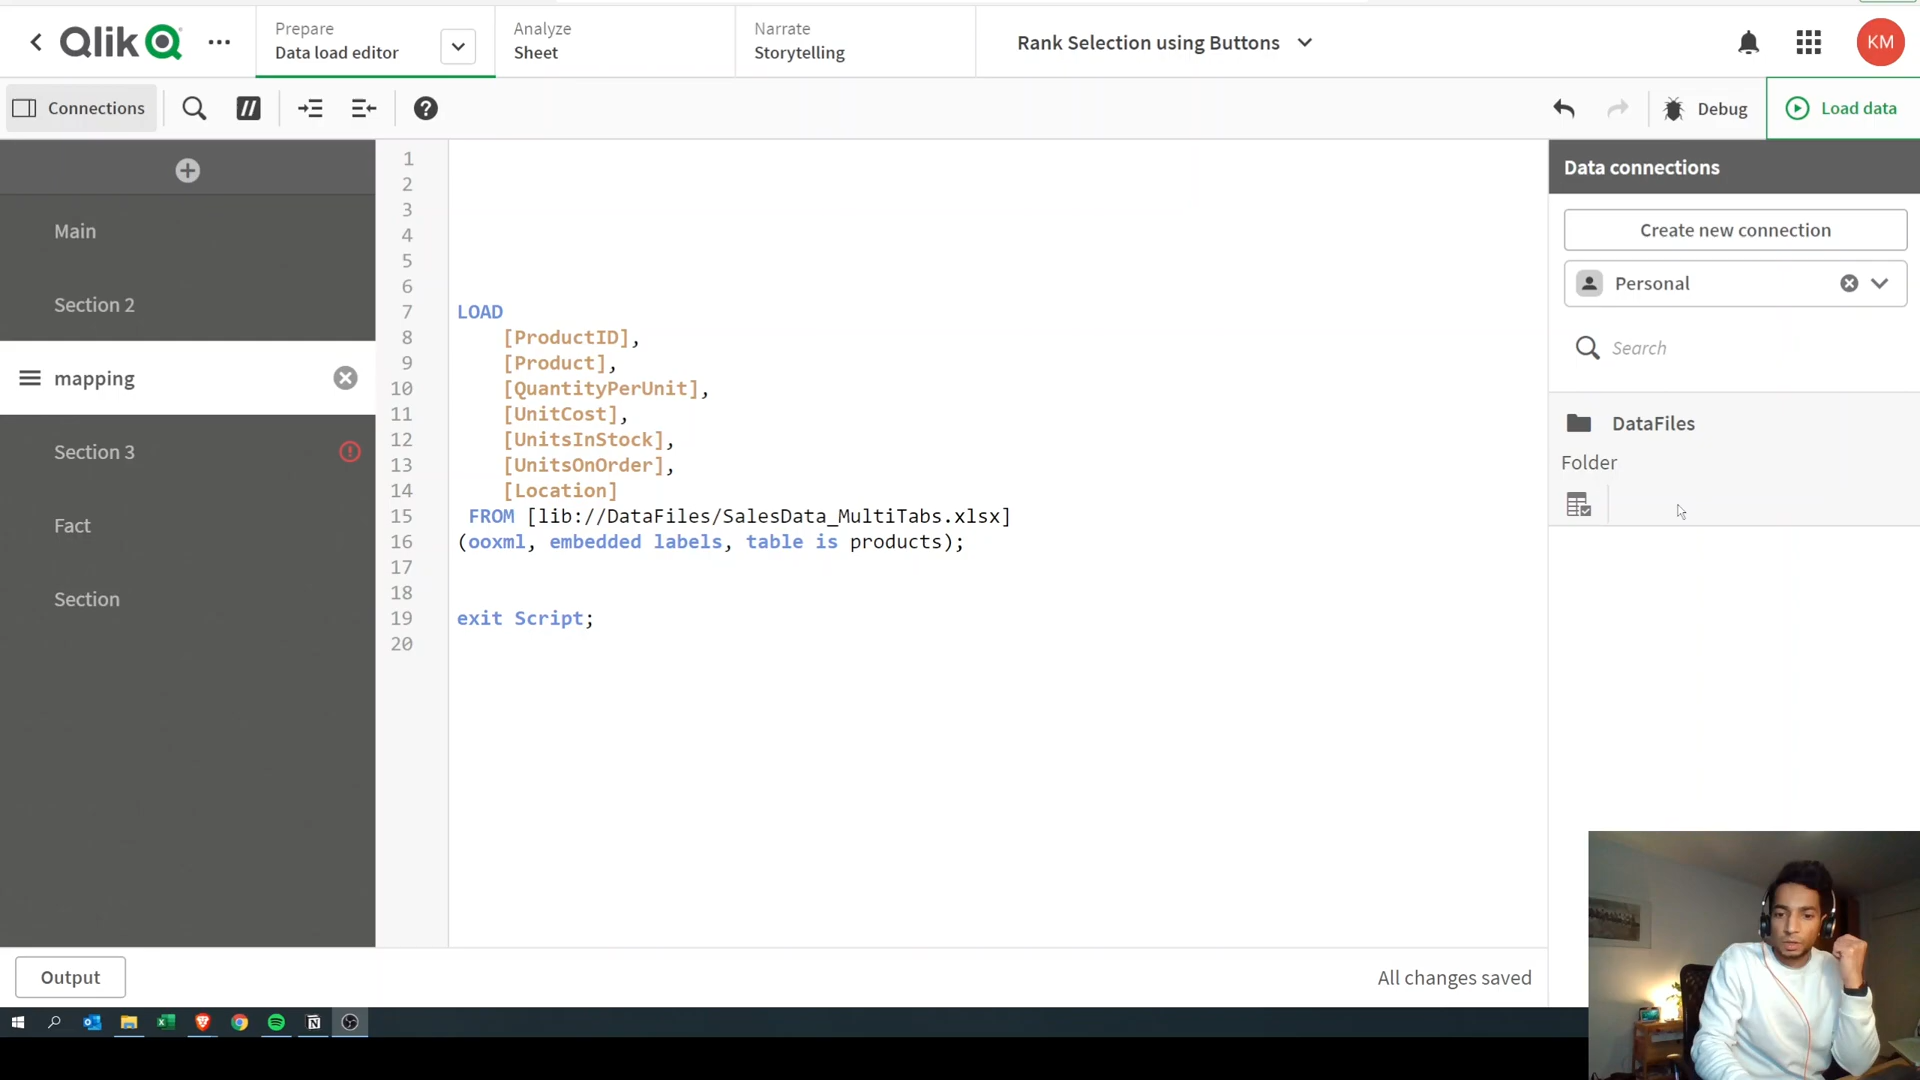 Qlik
Prepare
Data load editor
Analyze
Sheet
Narrate
Storytelling
Rank Selection using Buttons
KM
Connections
//
?
Debug
Load data
Main
Section 2
mapping
Section 3
Fact
Section
1
2
3
4
5
6
7 LOAD
8 [ProductID],
9 [Product],
10 [QuantityPerUnit],
11 [UnitCost],
12 [UnitsInStock],
13 [UnitsOnOrder],
14 [Location]
15 FROM [lib://DataFiles/SalesData_MultiTabs.xlsx]
16 (ooxml, embedded labels, table is products);
17
18
19 exit Script;
20
Data connections
Create new connection
Personal
Search
DataFiles
Folder
Output
All changes saved